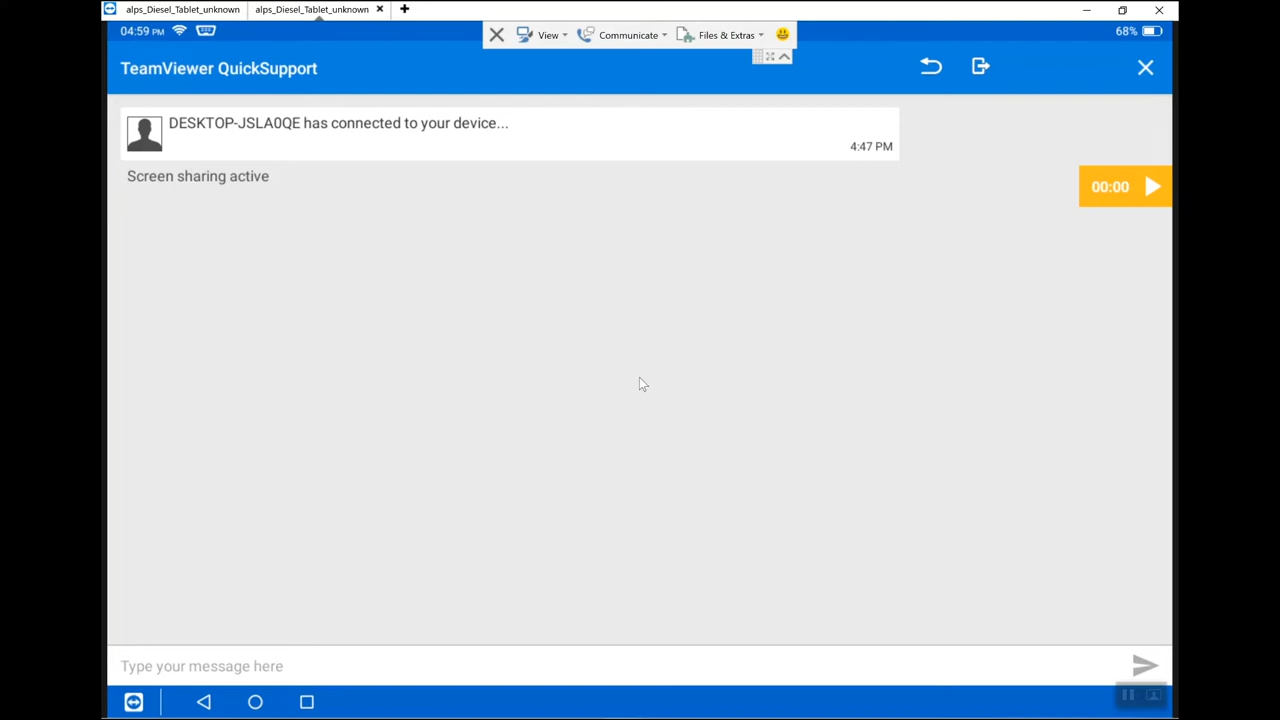 alps_Diesel_Tablet_unknown alps_Diesel_Tablet_unknown
04:59 PM View Communicate Files & Extras 68%
TeamViewer QuickSupport
DESKTOP-JSLA0QE has connected to your device...
4:47 PM
Screen sharing active
00:00
Type your message here